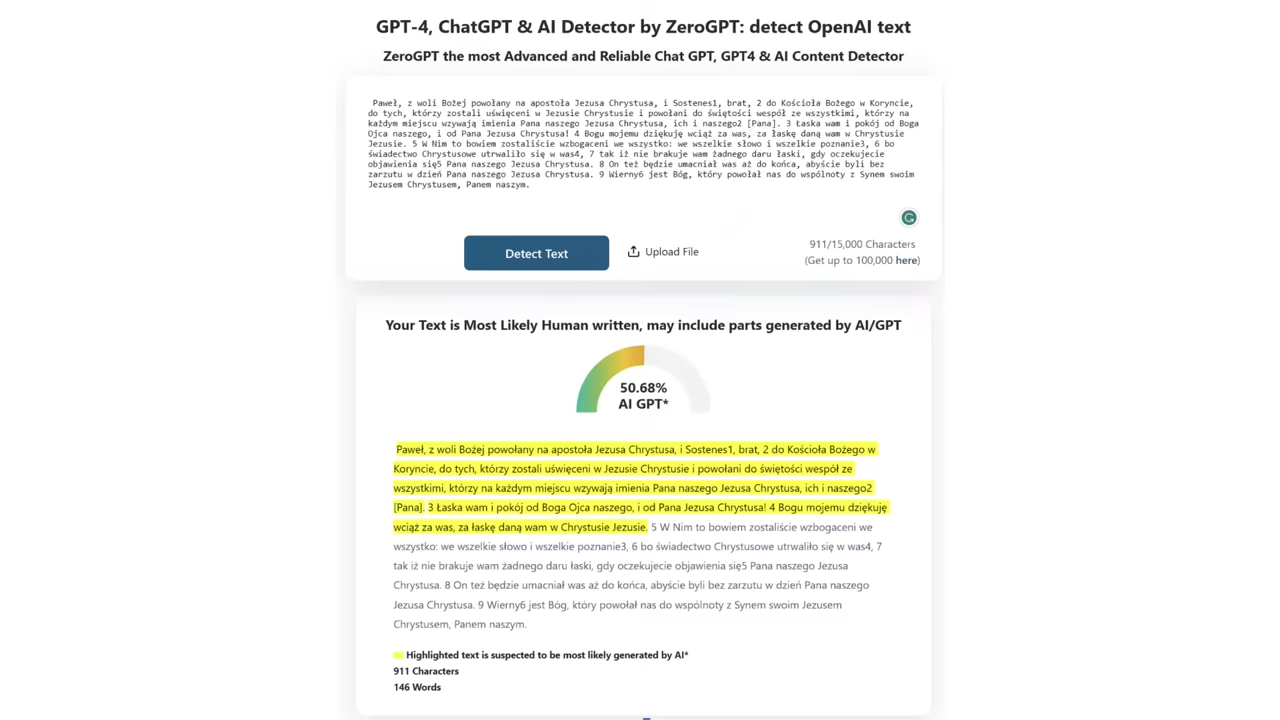 GPT-4, ChatGPT & AI Detector by ZeroGPT: detect OpenAI text
ZeroGPT the most Advanced and Reliable Chat GPT, GPT4 & AI Content Detector
Paweł, z woli Bożej powołany na apostoła Jezusa Chrystusa, i Sostenes1, brat, 2 do Kościoła Bożego w Koryncie,
do tych, którzy zostali uświęceni w Jezusie Chrystusie i powołani do świętości wespół ze wszystkimi, którzy na
każdym miejscu wzywają imienia Pana naszego Jezusa Chrystusa, ich i naszego2 [Pana]. 3 Łaska wam i pokój od Boga
Ojca naszego, i od Pana Jezusa Chrystusa! 4 Bogu mojemu dziękuję wciąż za was, za łaskę daną wam w Chrystusie
Jezusie. 5 W Nim to bowiem zostaliście wzbogaceni we wszystko: we wszelkie słowo i wszelkie poznanie3, 6 bo
świadectwo Chrystusowe utrwaliło się w was4, 7 tak iż nie brakuje wam żadnego daru łaski, gdy oczekujecie
objawienia się5 Pana naszego Jezusa Chrystusa. 8 On też będzie umacniał was aż do końca, abyście byli bez
zarzutu w dzień Pana naszego Jezusa Chrystusa. 9 Wierny6 jest Bóg, który powołał nas do wspólnoty z Synem swoim
Jezusem Chrystusem, Panem naszym.
Detect Text
Upload File
911/15,000 Characters
(Get up to 100,000 here)
Your Text is Most Likely Human written, may include parts generated by AI/GPT
50.68%
AI GPT*
Paweł, z woli Bożej powołany na apostoła Jezusa Chrystusa, i Sostenes1, brat, 2 do Kościoła Bożego w
Koryncie, do tych, którzy zostali uświęceni w Jezusie Chrystusie i powołani do świętości wespół ze
wszystkimi, którzy na każdym miejscu wzywają imienia Pana naszego Jezusa Chrystusa, ich i naszego2
[Pana]. 3 Łaska wam i pokój od Boga Ojca naszego, i od Pana Jezusa Chrystusa! 4 Bogu mojemu dziękuję
wciąż za was, za łaskę daną wam w Chrystusie Jezusie. 5 W Nim to bowiem zostaliście wzbogaceni we
wszystko: we wszelkie słowo i wszelkie poznanie3, 6 bo świadectwo Chrystusowe utrwaliło się w was4, 7
tak iż nie brakuje wam żadnego daru łaski, gdy oczekujecie objawienia się5 Pana naszego Jezusa
Chrystusa. 8 On też będzie umacniał was aż do końca, abyście byli bez zarzutu w dzień Pana naszego
Jezusa Chrystusa. 9 Wierny6 jest Bóg, który powołał nas do wspólnoty z Synem swoim Jezusem
Chrystusem, Panem naszym.
Highlighted text is suspected to be most likely generated by AI*
911 Characters
146 Words